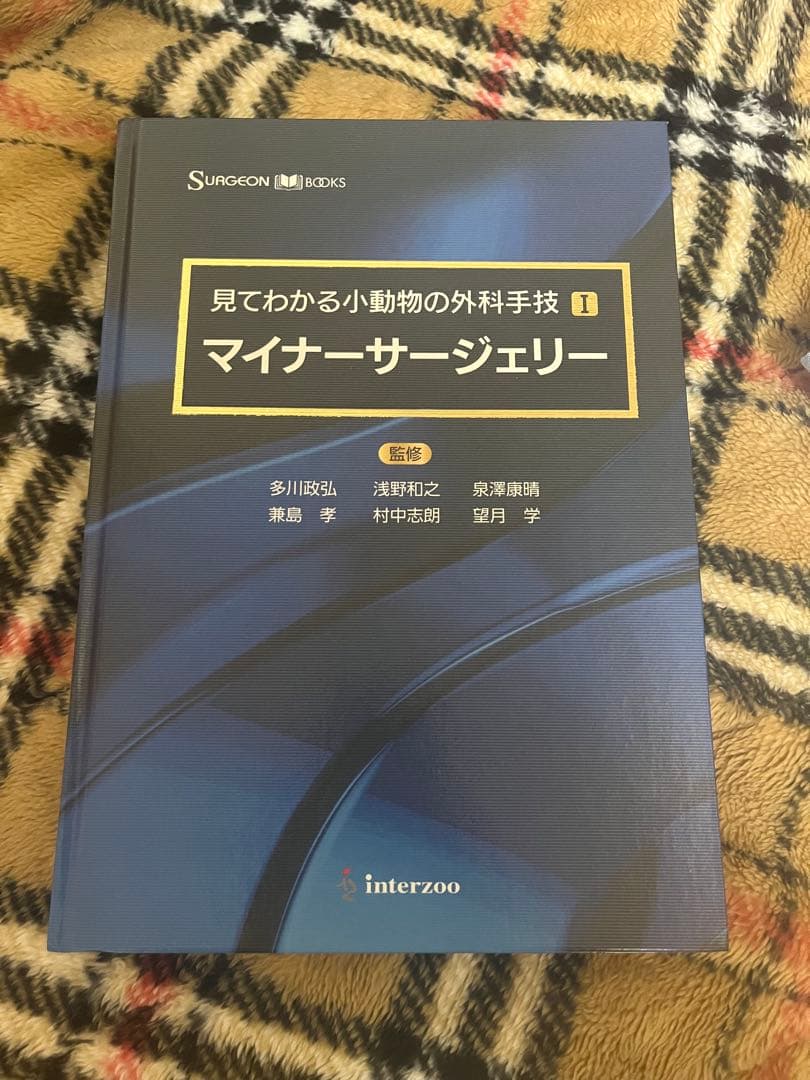 SURGEON BOOKS
見てわかる小動物の外科手技 I
マイナーサージェリー
監修
多川政弘 浅野和之 泉澤康晴
兼島 孝 村中志朗 望月 学
interzoo